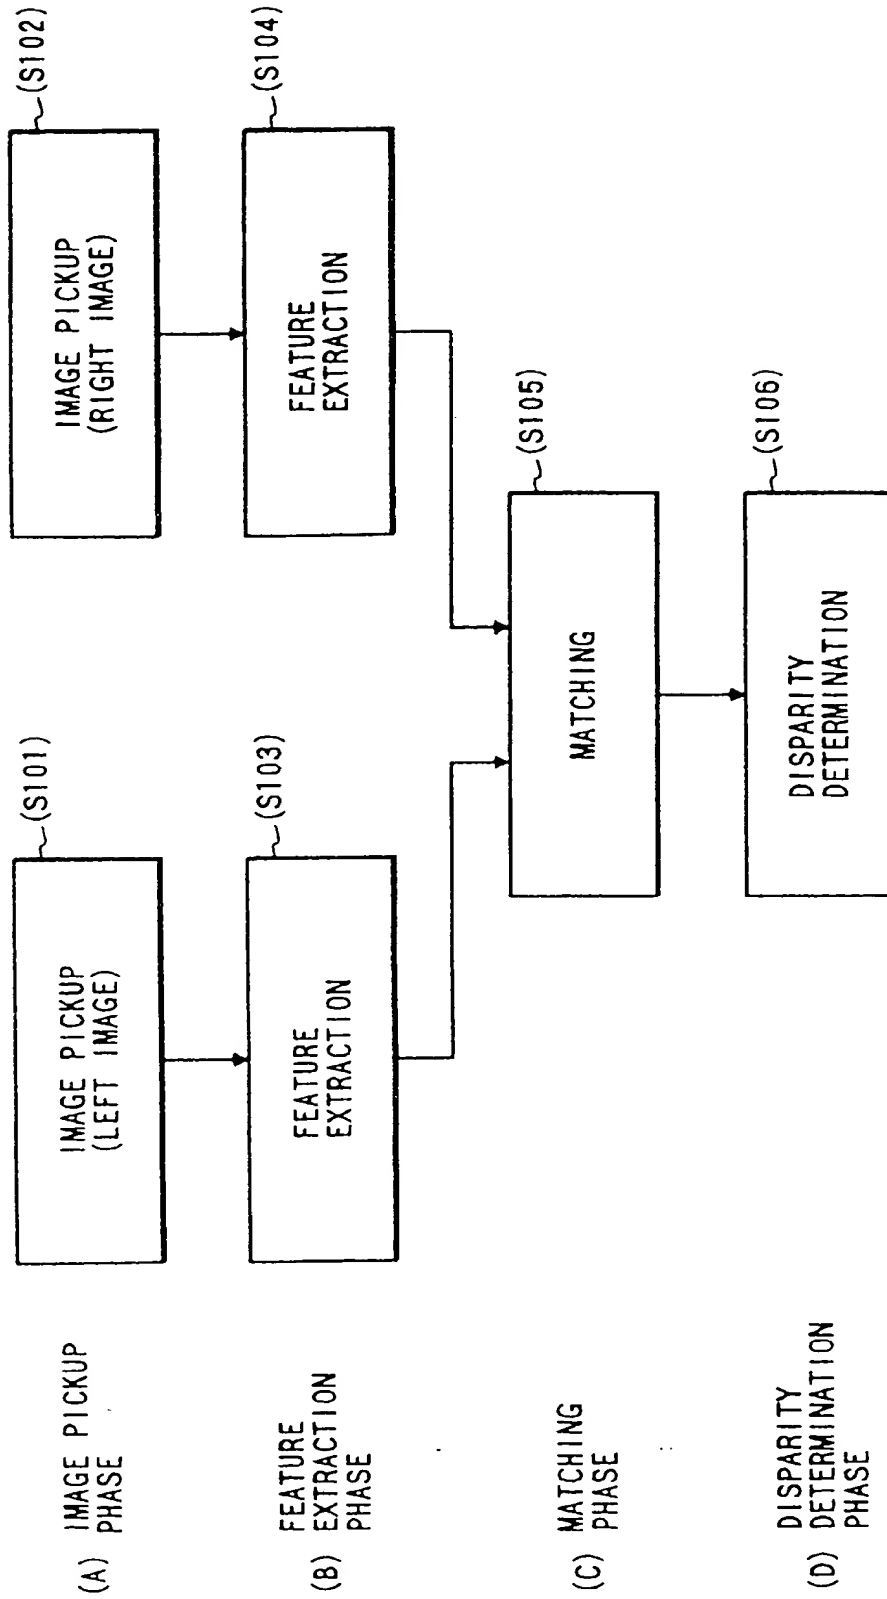 (A) IMAGE PICKUP
PHASE
IMAGE PICKUP
(LEFT IMAGE)
(S101)
IMAGE PICKUP
(RIGHT IMAGE)
(S102)
(B) FEATURE
EXTRACTION
PHASE
FEATURE
EXTRACTION
(S103)
FEATURE
EXTRACTION
(S104)
(C) MATCHING
PHASE
MATCHING
(S105)
(D) DISPARITY
DETERMINATION
PHASE
DISPARITY
DETERMINATION
(S106)